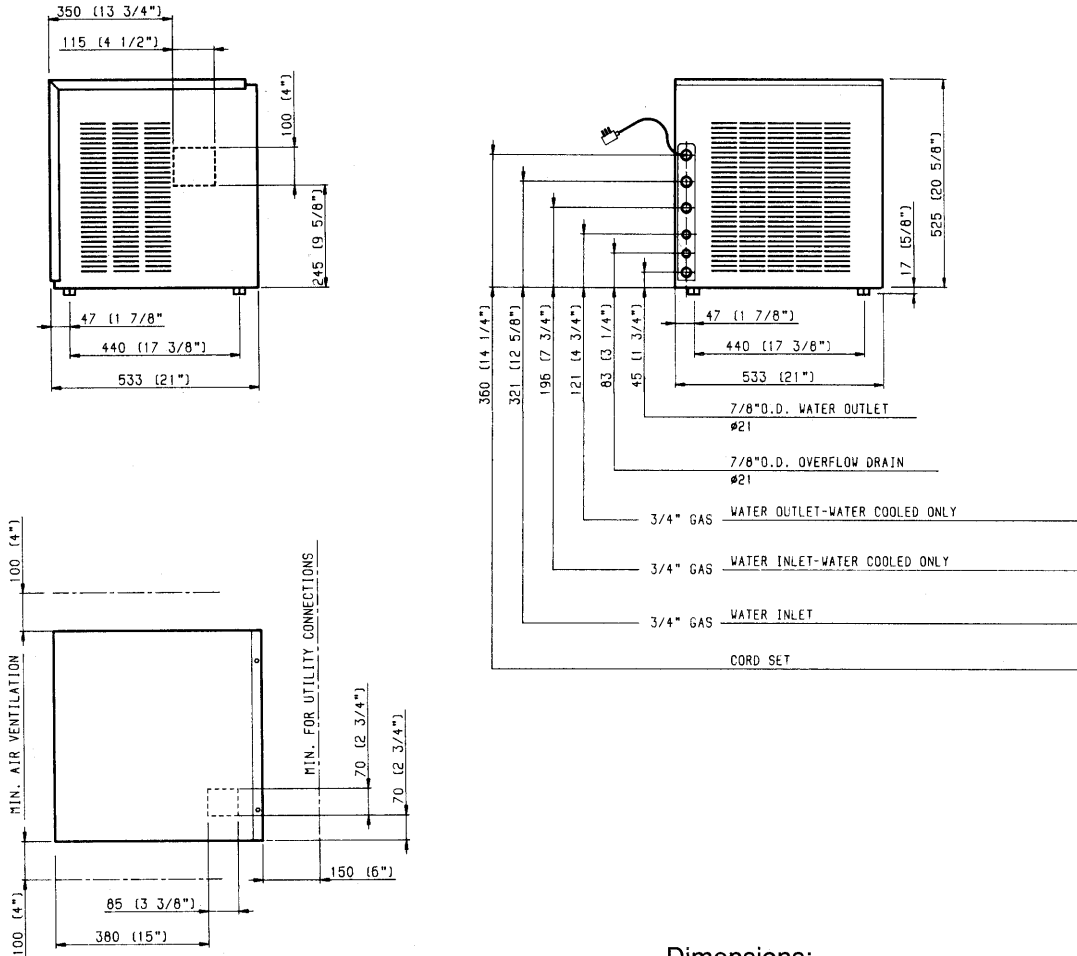 350 (13 3/4")
115 (4 1/2")
100 (4")
245 (9 5/8")
47 (1 7/8"
440 (17 3/8")
533 (21")
525 (20 5/8")
17 (5/8")
47 (1 7/8")
440 (17 3/8")
533 (21")
360 (14 1/4")
321 (12 5/8")
196 (7 3/4")
121 (4 3/4")
83 (3 1/4")
45 (1 3/4")
7/8"O.D. WATER OUTLET
ø21
7/8"O.D. OVERFLOW DRAIN
ø21
3/4" GAS WATER OUTLET-WATER COOLED ONLY
3/4" GAS WATER INLET-WATER COOLED ONLY
3/4" GAS WATER INLET
CORD SET
100 (4")
MIN. AIR VENTILATION
100 (4")
MIN. FOR UTILITY CONNECTIONS
70 (2 3/4")
70 (2 3/4")
150 (6")
85 (3 3/8")
380 (15")
Dimensions: